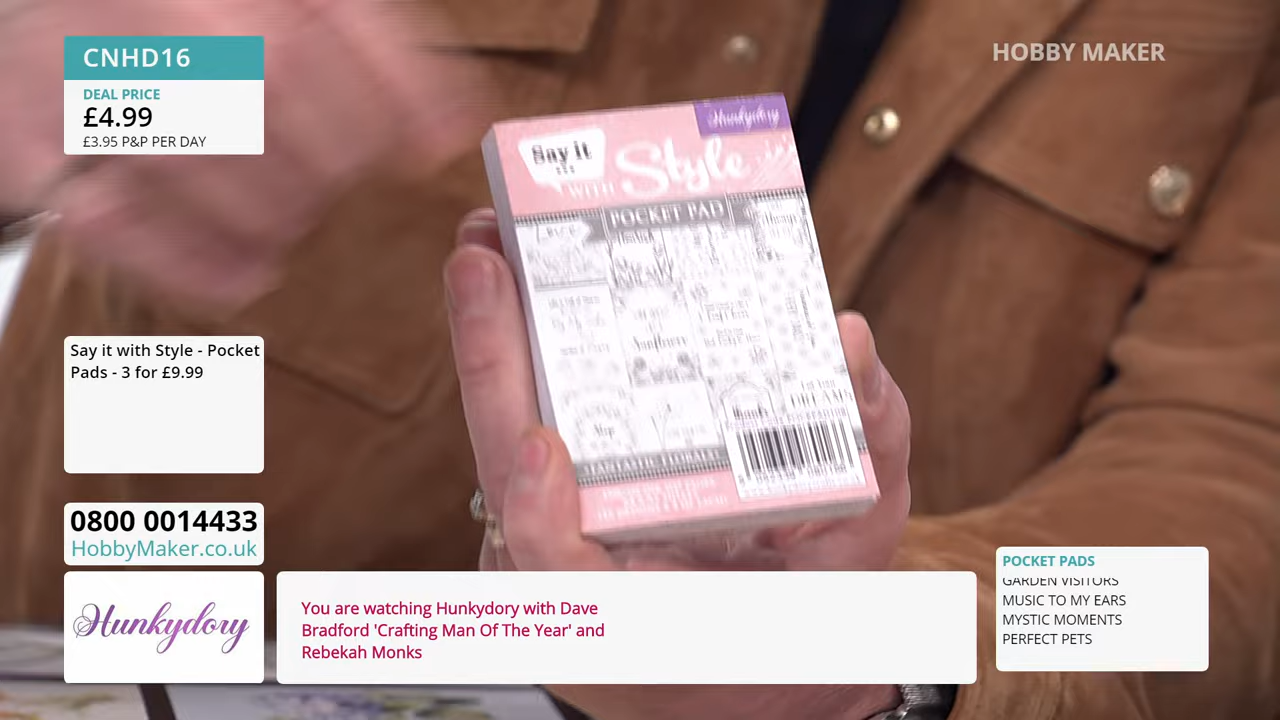 CNHD16
DEAL PRICE
£4.99
£3.95 P&P PER DAY
HOBBY MAKER
Hunkydory
Say it
WITH Style
POCKET PAD
Always
DREAMS
Say it with Style - Pocket
Pads - 3 for £9.99
0800 0014433
HobbyMaker.co.uk
Hunkydory
You are watching Hunkydory with Dave
Bradford 'Crafting Man Of The Year' and
Rebekah Monks
POCKET PADS
GARDEN VISITORS
MUSIC TO MY EARS
MYSTIC MOMENTS
PERFECT PETS